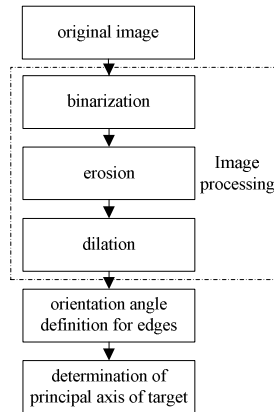 original image
binarization
erosion
Image
processing
dilation
orientation angle
definition for edges
determination of
principal axis of target